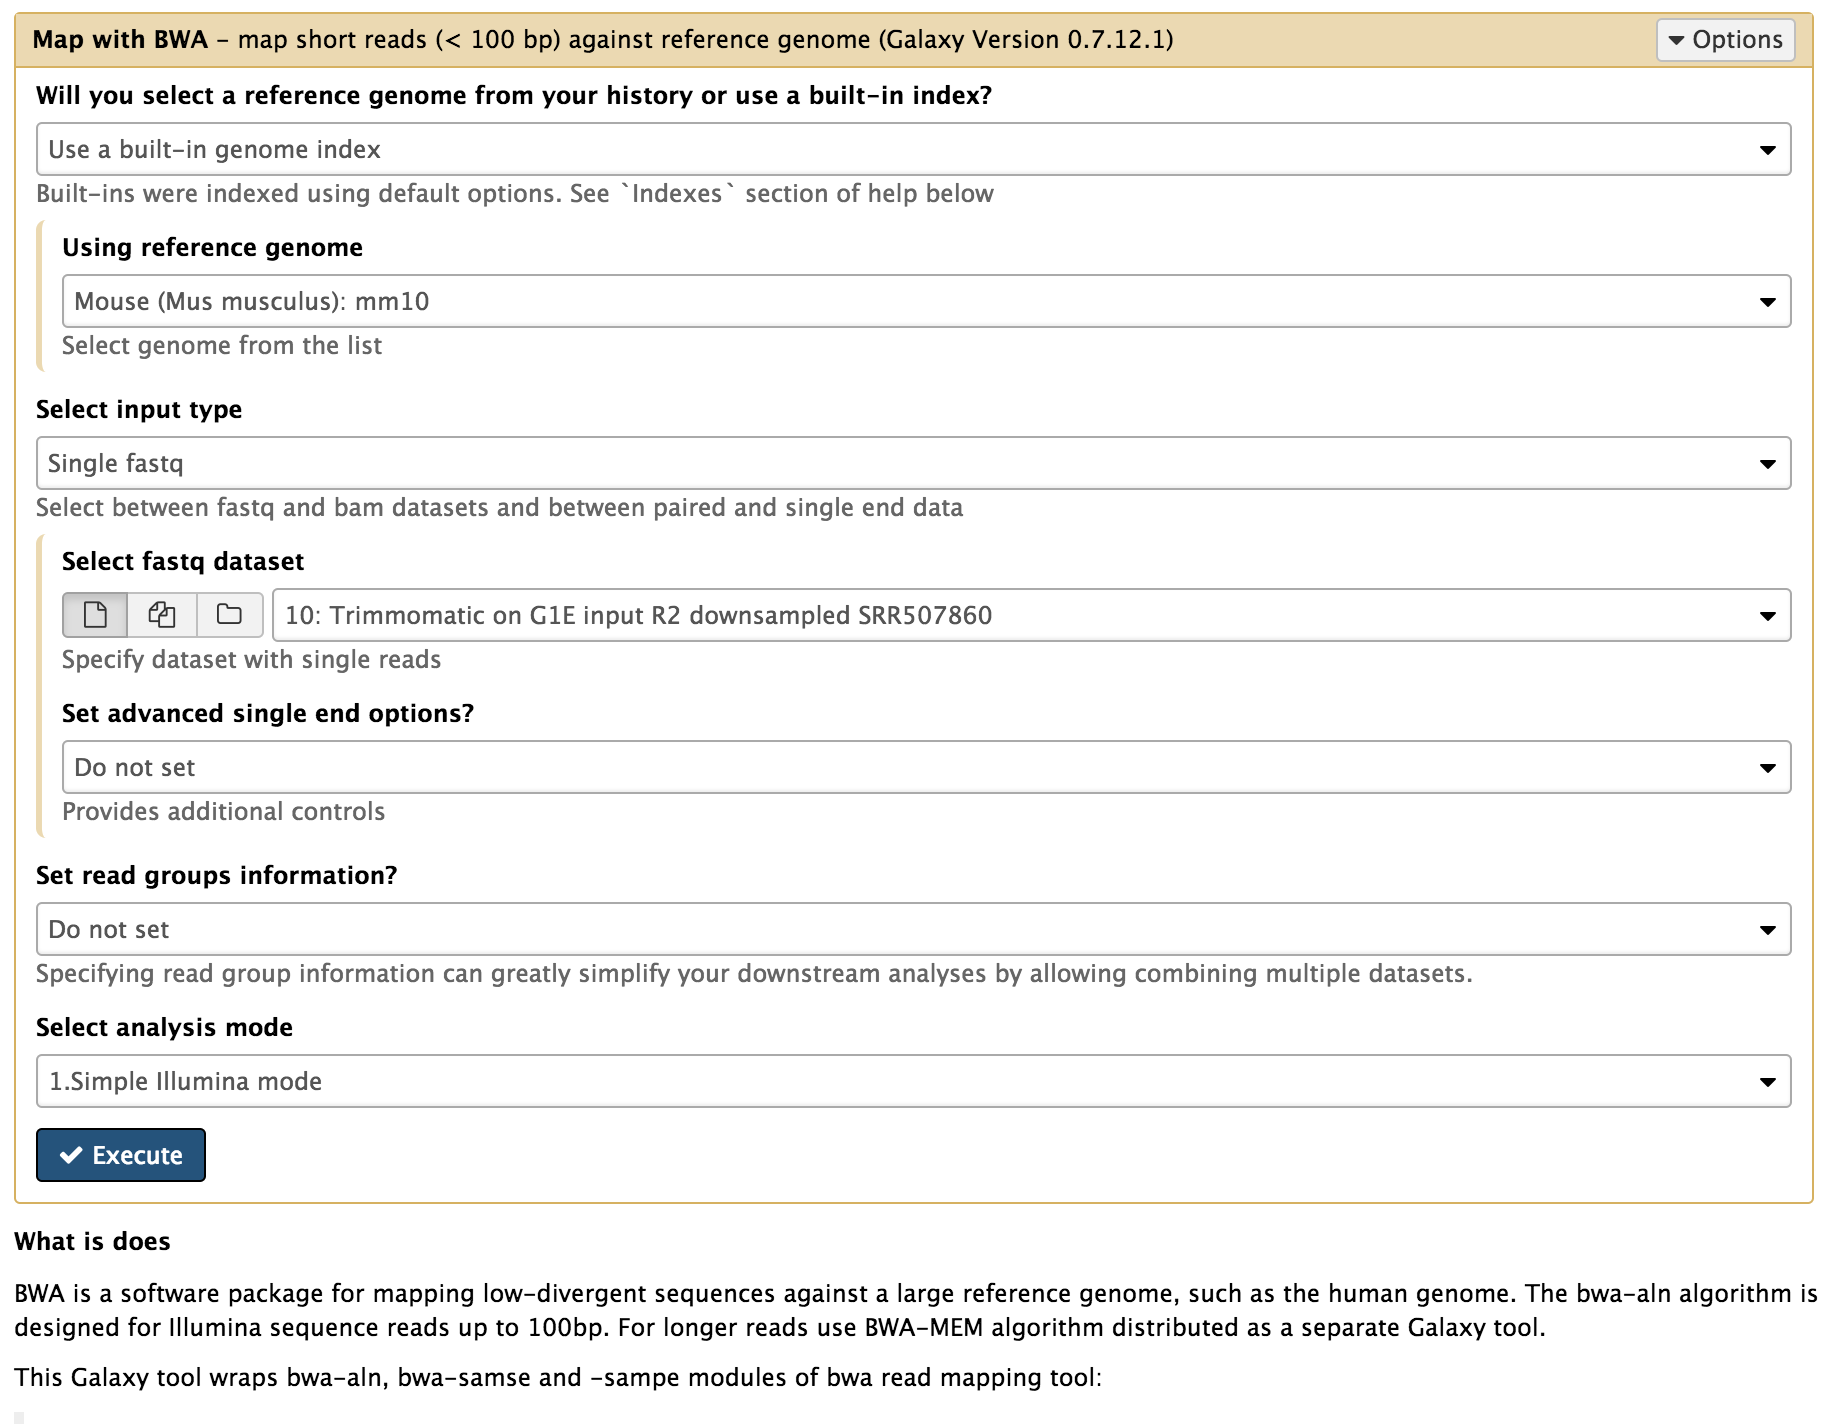 Map with BWA – map short reads (< 100 bp) against reference genome (Galaxy Version 0.7.12.1)
Options
Will you select a reference genome from your history or use a built-in index?
Use a built-in genome index
Built-ins were indexed using default options. See `Indexes` section of help below
Using reference genome
Mouse (Mus musculus): mm10
Select genome from the list
Select input type
Single fastq
Select between fastq and bam datasets and between paired and single end data
Select fastq dataset
10: Trimmomatic on G1E input R2 downsampled SRR507860
Specify dataset with single reads
Set advanced single end options?
Do not set
Provides additional controls
Set read groups information?
Do not set
Specifying read group information can greatly simplify your downstream analyses by allowing combining multiple datasets.
Select analysis mode
1.Simple Illumina mode
Execute
What is does
BWA is a software package for mapping low-divergent sequences against a large reference genome, such as the human genome. The bwa-aln algorithm is
designed for Illumina sequence reads up to 100bp. For longer reads use BWA-MEM algorithm distributed as a separate Galaxy tool.
This Galaxy tool wraps bwa-aln, bwa-samse and -sampe modules of bwa read mapping tool: